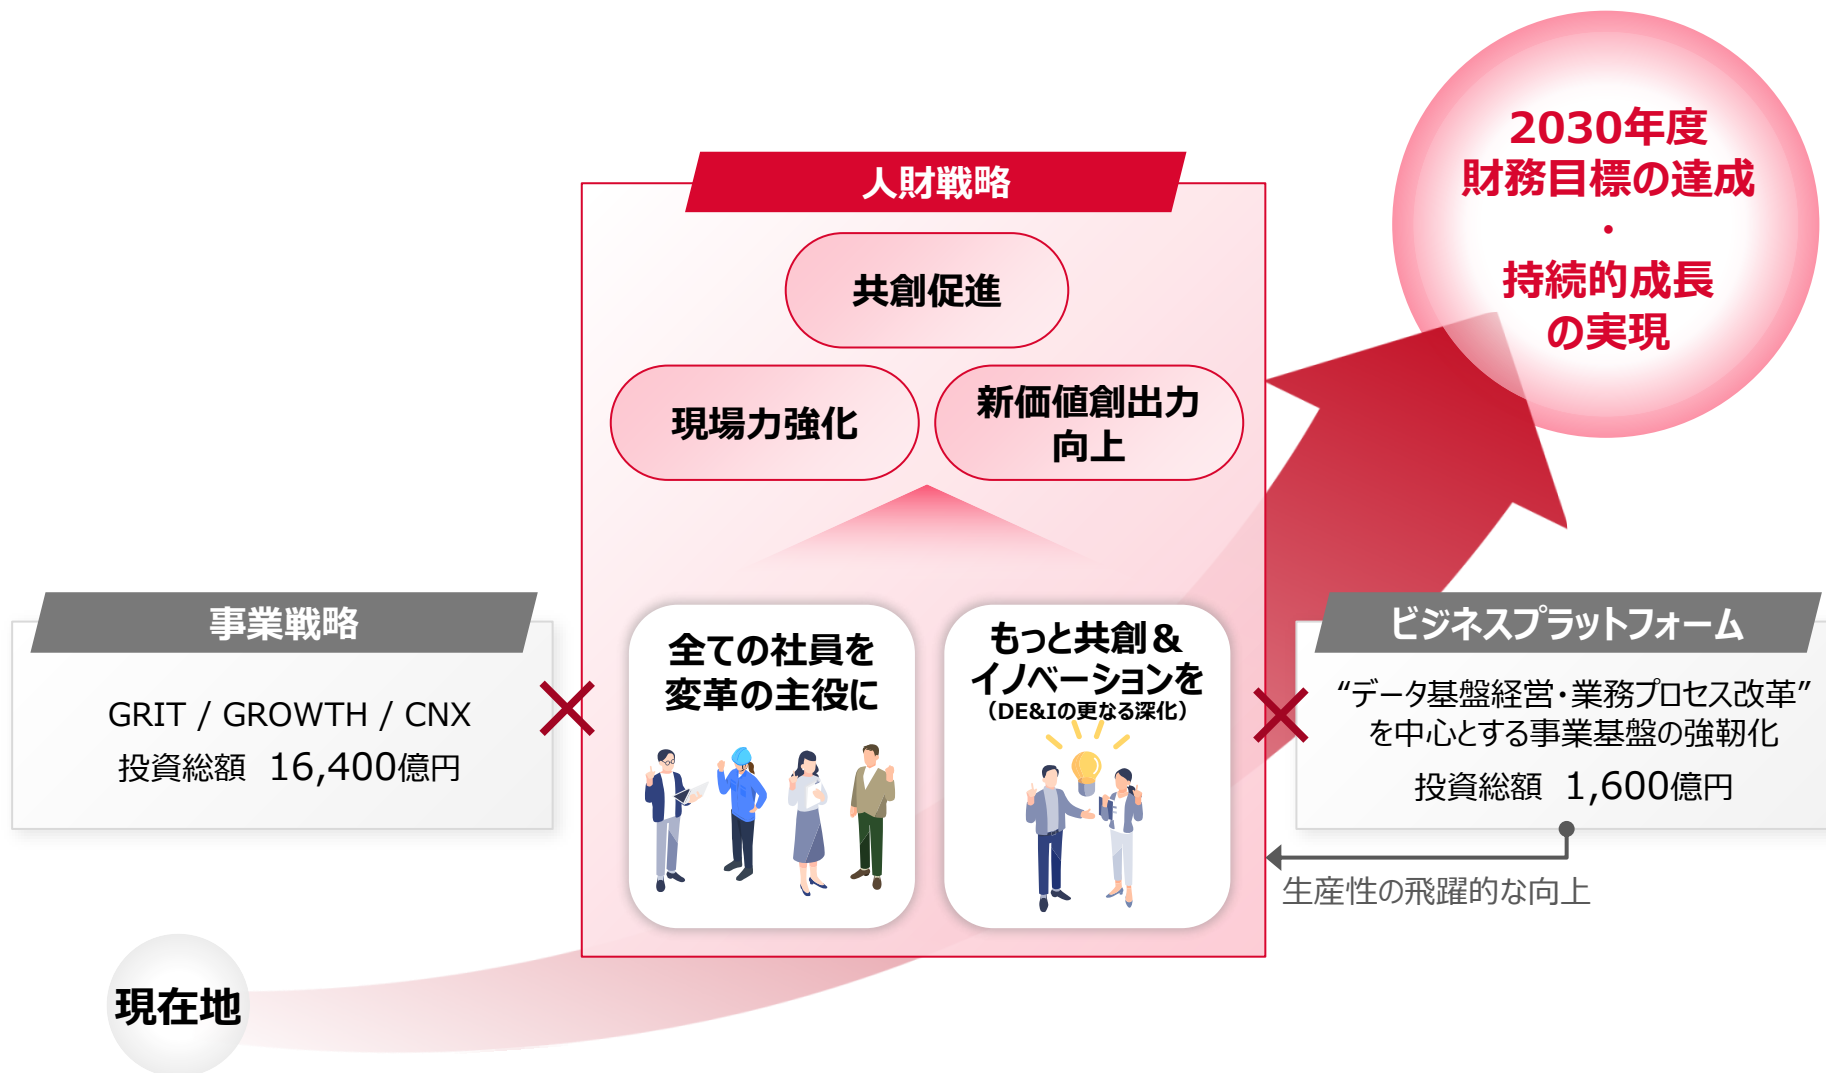 2030年度
財務目標の達成
・
持続的成長
の実現
人財戦略
共創促進
現場力強化
新価値創出力
向上
事業戦略
GRIT / GROWTH / CNX
投資総額 16,400億円
全ての社員を
変革の主役に
もっと共創＆
イノベーションを
（DE&Iの更なる深化）
ビジネスプラットフォーム
“データ基盤経営・業務プロセス改革”
を中心とする事業基盤の強靭化
投資総額 1,600億円
生産性の飛躍的な向上
現在地